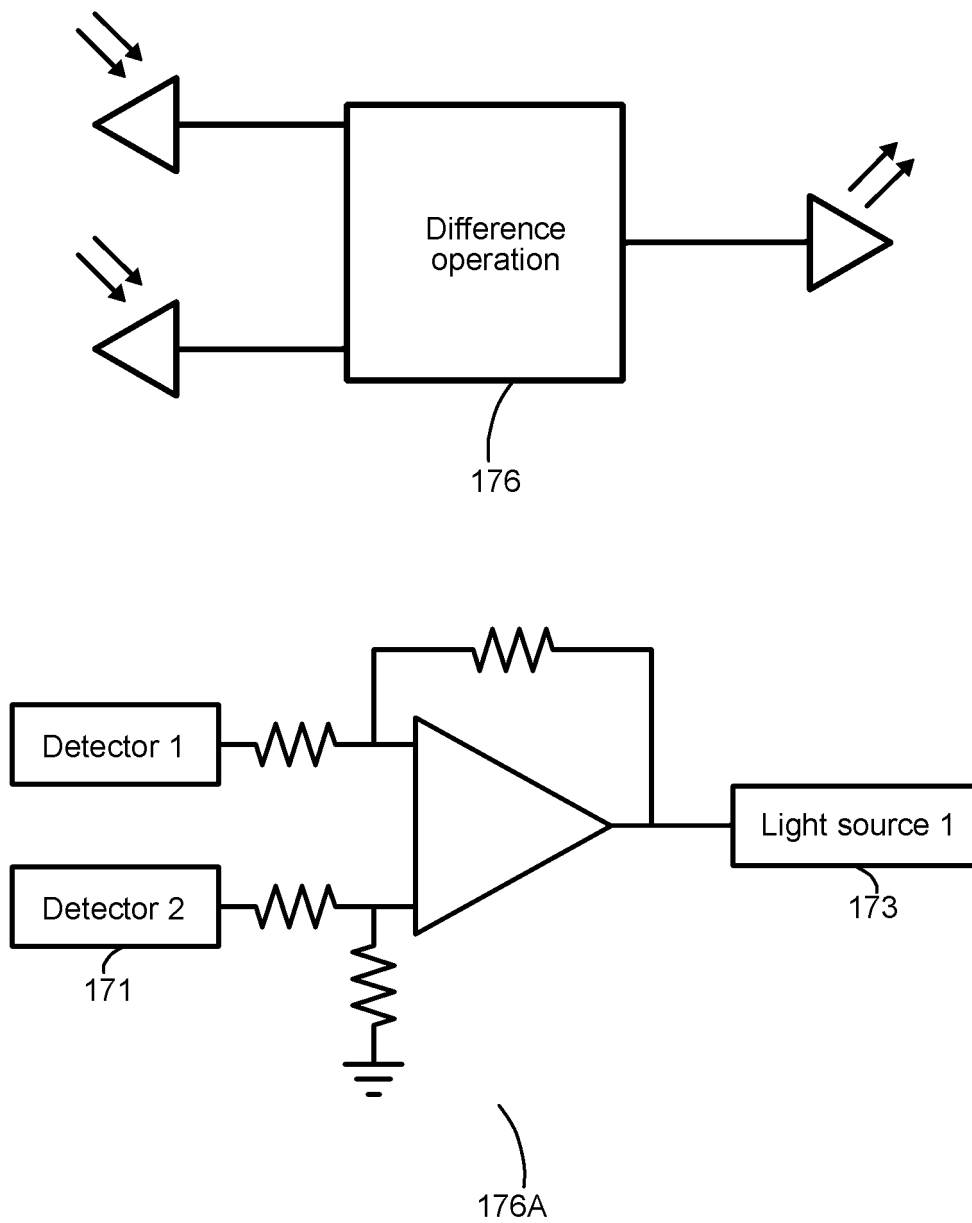 Difference
operation
176
Detector 1
Light source 1
Detector 2
173
171
176A